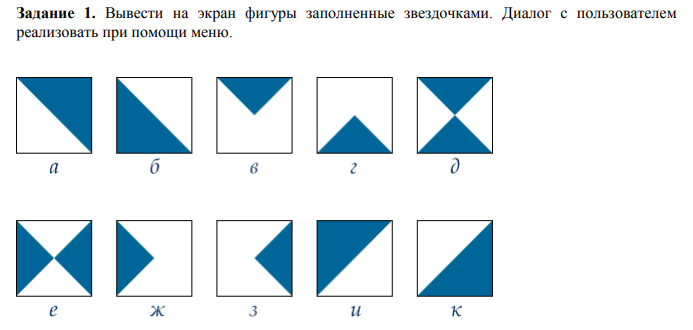 Задание 1. Вывести на экран фигуры заполненные звездочками. Диалог с пользователем
реализовать при помощи меню.
а б в г д
е ж з и к